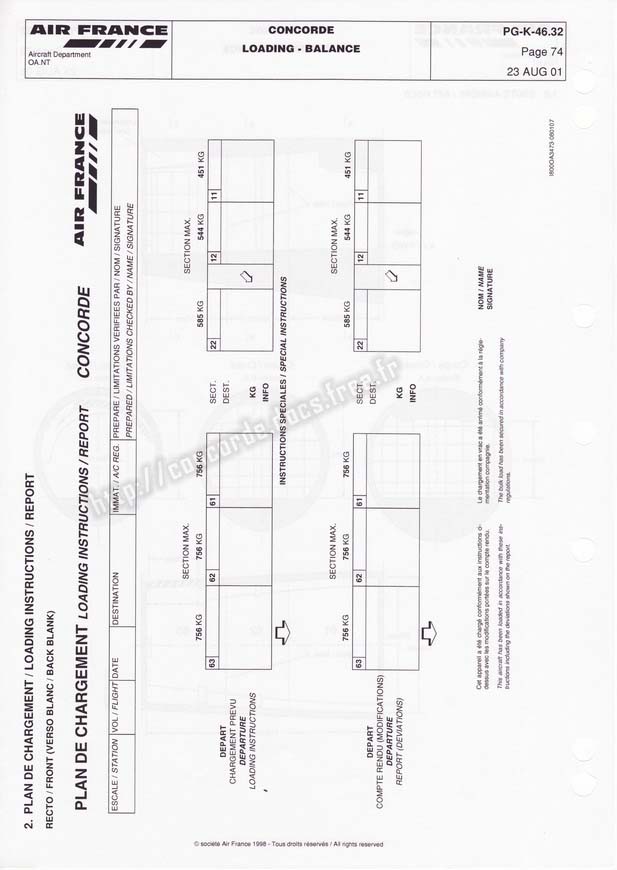 AIR FRANCE
Aircraft Department
OA.NT
CONCORDE
LOADING - BALANCE
PG-K-46.32
Page 74
23 AUG 01
2. PLAN DE CHARGEMENT / LOADING INSTRUCTIONS / REPORT
RECTO / FRONT (VERSO BLANC / BACK BLANK)
PLAN DE CHARGEMENT LOADING INSTRUCTIONS / REPORT CONCORDE AIR FRANCE
ESCALE / STATION VOL / FLIGHT DATE DESTINATION IMMAT. / A/C REG. PREPARE / LIMITATIONS VERIFIEES PAR / NOM / SIGNATURE
PREPARED / LIMITATIONS CHECKED BY / NAME / SIGNATURE
SECTION MAX. SECTION MAX.
756 KG 756 KG 756 KG 585 KG 544 KG 451 KG
63 62 61 22 12 11
DEPART
CHARGEMENT PREVU
DEPARTURE
LOADING INSTRUCTIONS
SECT.
DEST.
KG
INFO
INSTRUCTIONS SPECIALES / SPECIAL INSTRUCTIONS
SECTION MAX. SECTION MAX.
756 KG 756 KG 756 KG 585 KG 544 KG 451 KG
63 62 61 22 12 11
DEPART
COMPTE RENDU (MODIFICATIONS)
DEPARTURE
REPORT (DEVIATIONS)
SECT.
DEST.
KG
INFO
Cet appareil a été chargé conformément aux instructions ci-
dessus avec les modifications portées sur le compte rendu.
This aircraft has been loaded in accordance with these ins-
tructions including the deviations shown on the report.
Le chargement en vrac a été arrimé conformément à la régle-
mentation compagnie.
The bulk load has been secured in accordance with company
regulations.
NOM / NAME
SIGNATURE
I800OA3473 080107
http://concorde.docs.free.fr
© société Air France 1998 - Tous droits réservés / All rights reserved